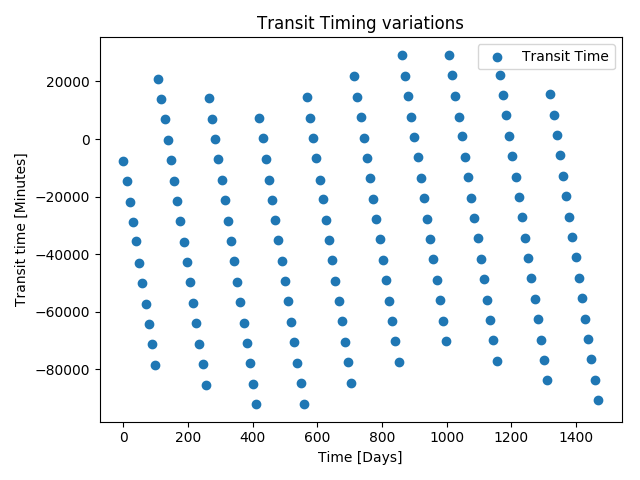 Transit Timing variations
Transit Time
Transit time [Minutes]
20000
0
−20000
−40000
−60000
−80000
0 200 400 600 800 1000 1200 1400
Time [Days]